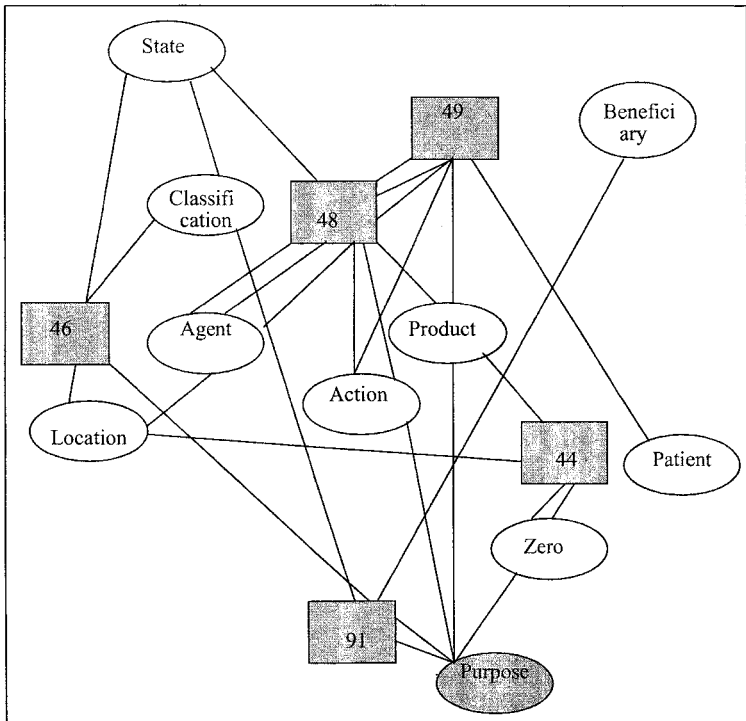 State
49
Benefici
ary
Classifi
cation
48
46
Agent
Product
Action
Location
44
Patient
Zero
91
Purpose